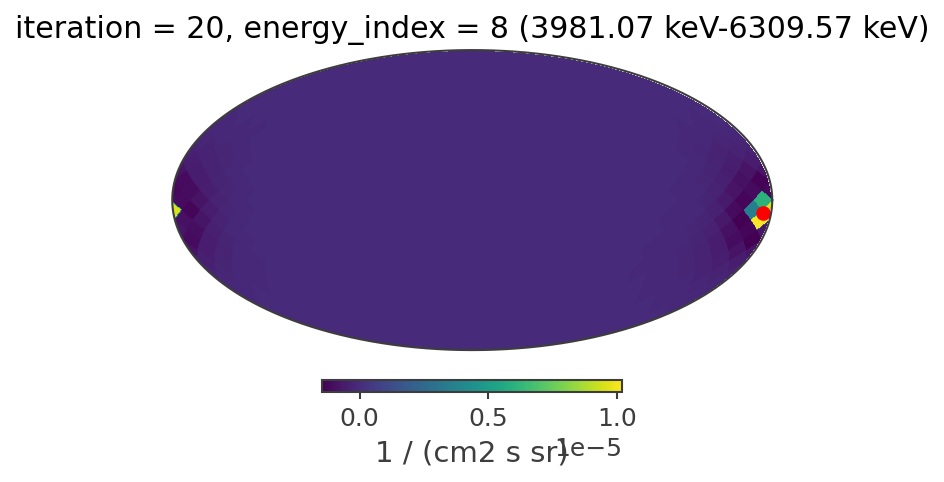 iteration = 20, energy_index = 8 (3981.07 keV-6309.57 keV)
0.0 0.5 1.0
1 / (cm2 s sr)
1e−5